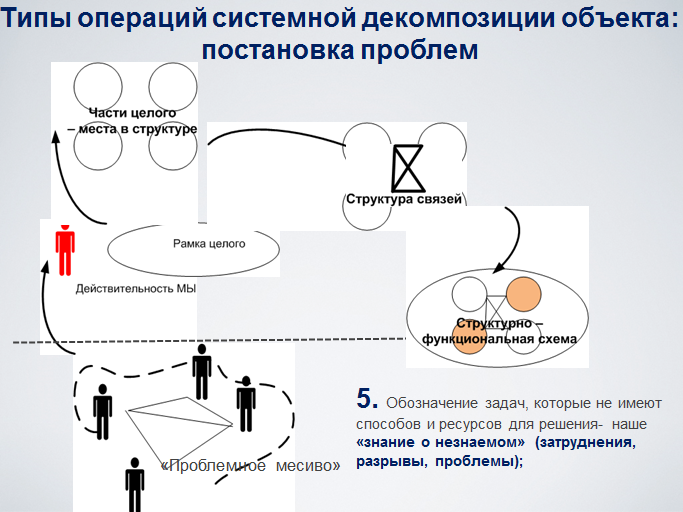 Типы операций системной декомпозиции объекта:
постановка проблем
Части целого
– места в структуре
Структура связей
Рамка целого
Действительность МЫ
Структурно –
функциональная схема
5. Обозначение задач, которые не имеют
способов и ресурсов для решения- наше
«знание о незнаемом» (затруднения,
разрывы, проблемы);
«Проблемное месиво»